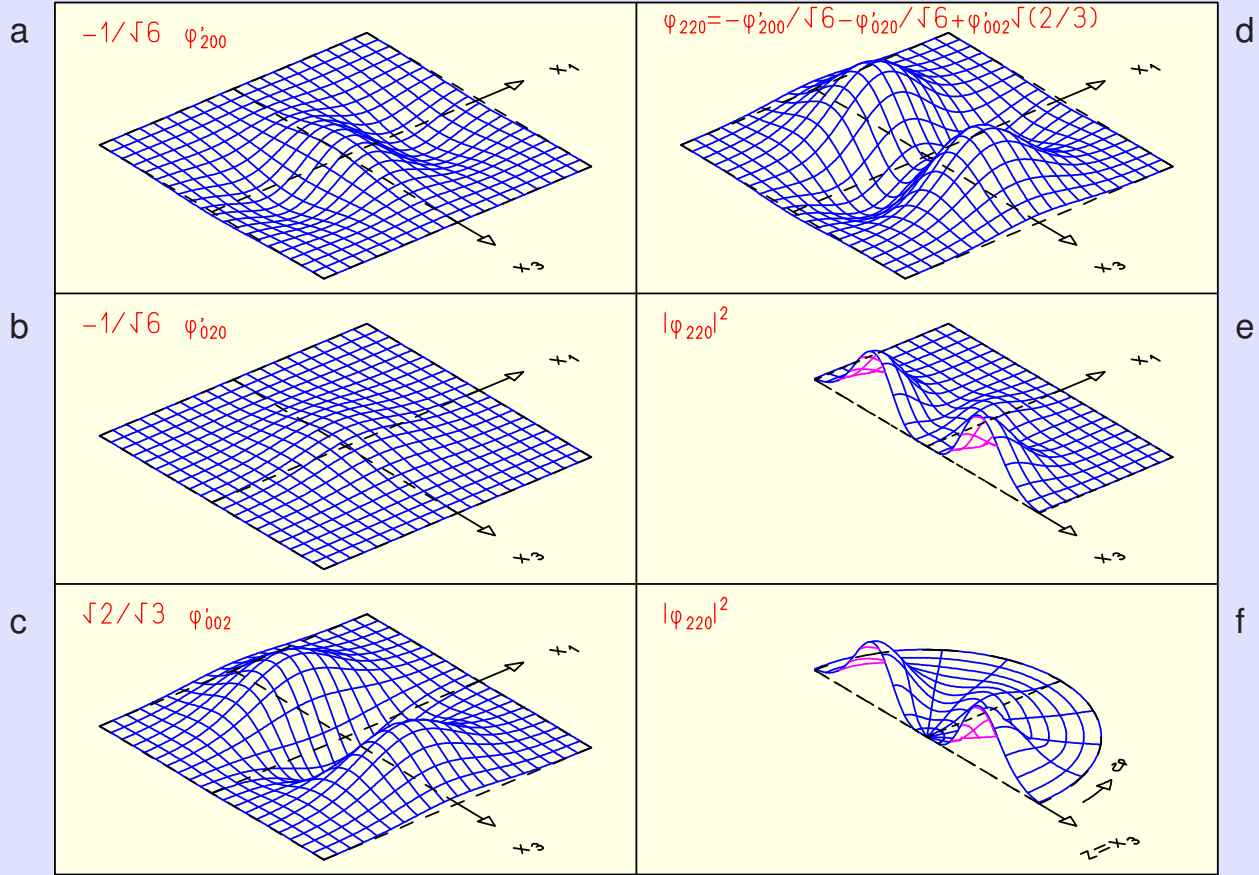 a
-1/√6 φ'₂₀₀
x₁
x₃
b
-1/√6 φ'₀₂₀
x₁
x₃
c
√2/√3 φ'₀₀₂
x₁
x₃
d
φ₂₂₀=-φ'₂₀₀/√6-φ'₀₂₀/√6+φ'₀₀₂√(2/3)
x₁
x₃
e
|φ₂₂₀|²
x₁
x₃
f
|φ₂₂₀|²
ϑ
z=x₃